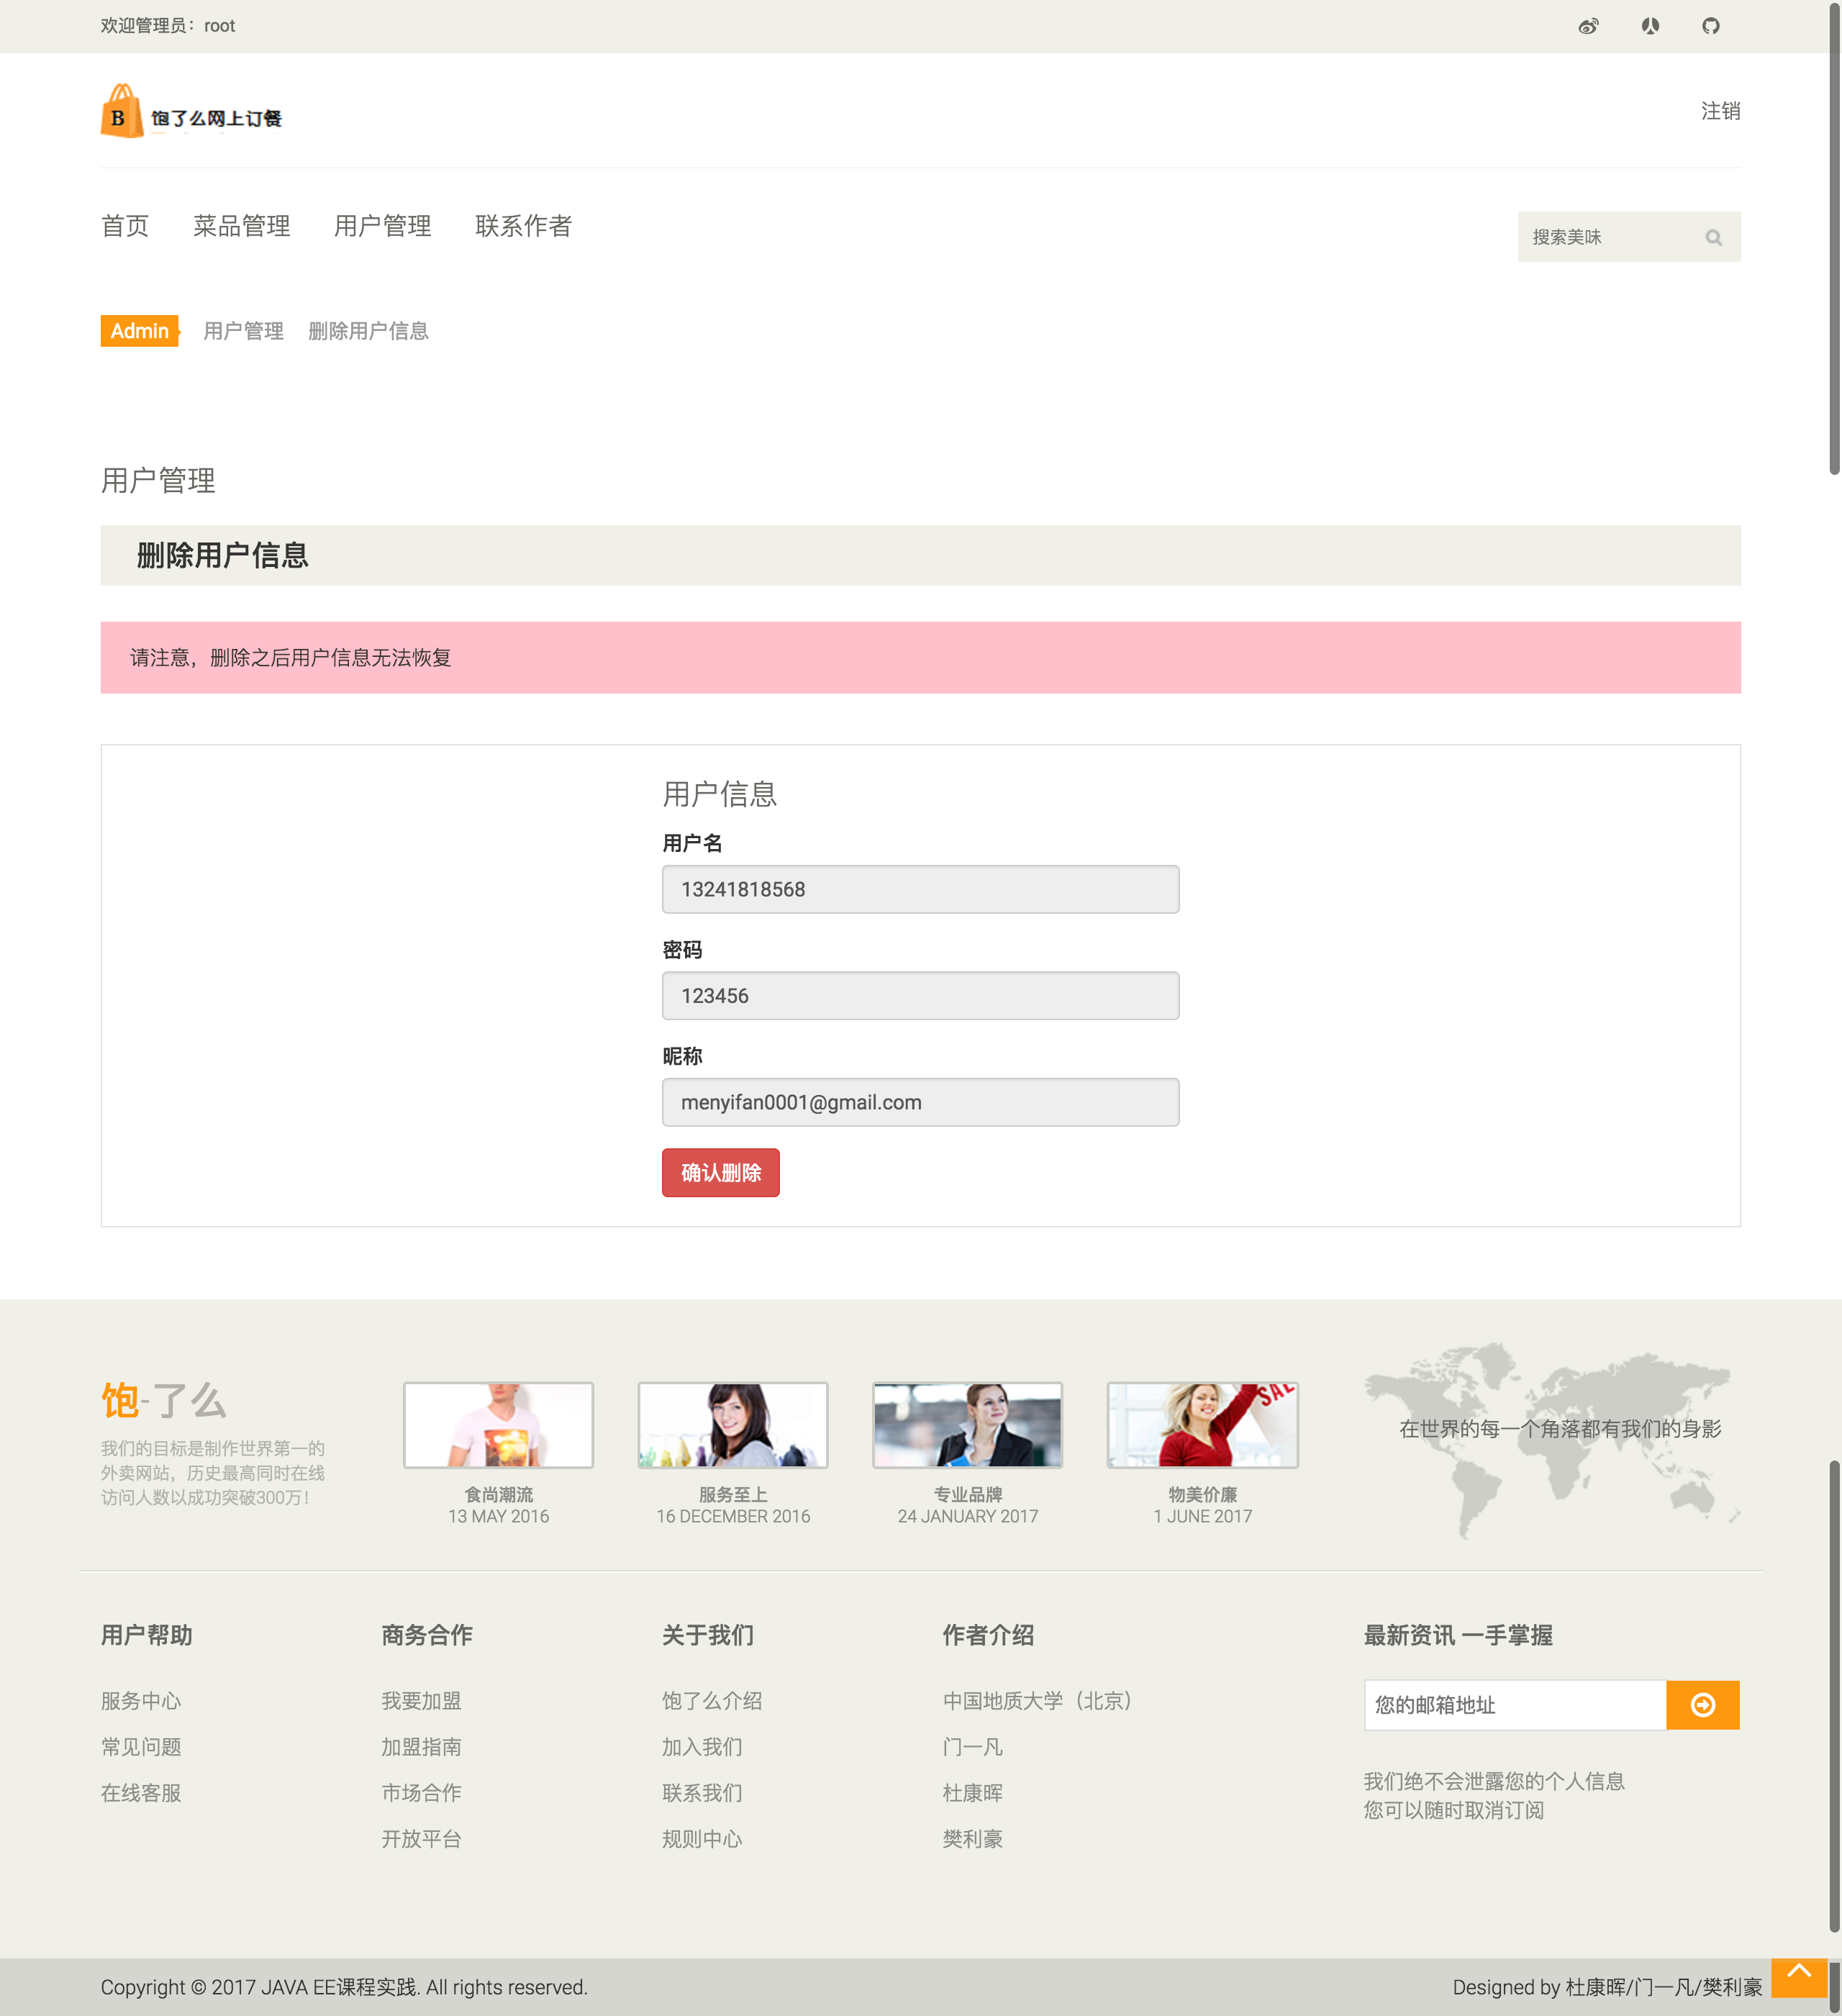 欢迎管理员：root
B 饱了么网上订餐
注销
首页 菜品管理 用户管理 联系作者
搜索美味
Admin 用户管理 删除用户信息
用户管理
删除用户信息
请注意，删除之后用户信息无法恢复
用户信息
用户名
13241818568
密码
123456
昵称
menyifan0001@gmail.com
确认删除
饱-了么
我们的目标是制作世界第一的
外卖网站，历史最高同时在线
访问人数以成功突破300万！
食尚潮流
13 MAY 2016
服务至上
16 DECEMBER 2016
专业品牌
24 JANUARY 2017
SALE
物美价廉
1 JUNE 2017
在世界的每一个角落都有我们的身影
用户帮助
服务中心
常见问题
在线客服
商务合作
我要加盟
加盟指南
市场合作
开放平台
关于我们
饱了么介绍
加入我们
联系我们
规则中心
作者介绍
中国地质大学（北京）
门一凡
杜康晖
樊利豪
最新资讯 一手掌握
您的邮箱地址
我们绝不会泄露您的个人信息
您可以随时取消订阅
Copyright © 2017 JAVA EE课程实践. All rights reserved.
Designed by 杜康晖/门一凡/樊利豪